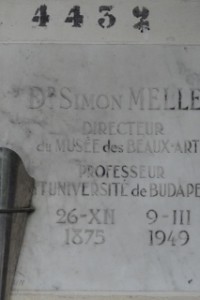 4432
Dr SIMON MELLE
DIRECTEUR
du MUSÉE des BEAUX-ART
PROFESSEUR
L'UNIVERSITÉ de BUDAPE
26-XII 9-III
1875 1949